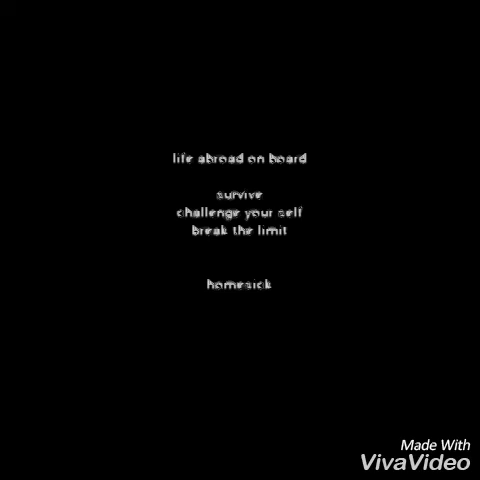 life abroad on board
survive
challenge your self
break the limit
homesick
Made With
VivaVideo